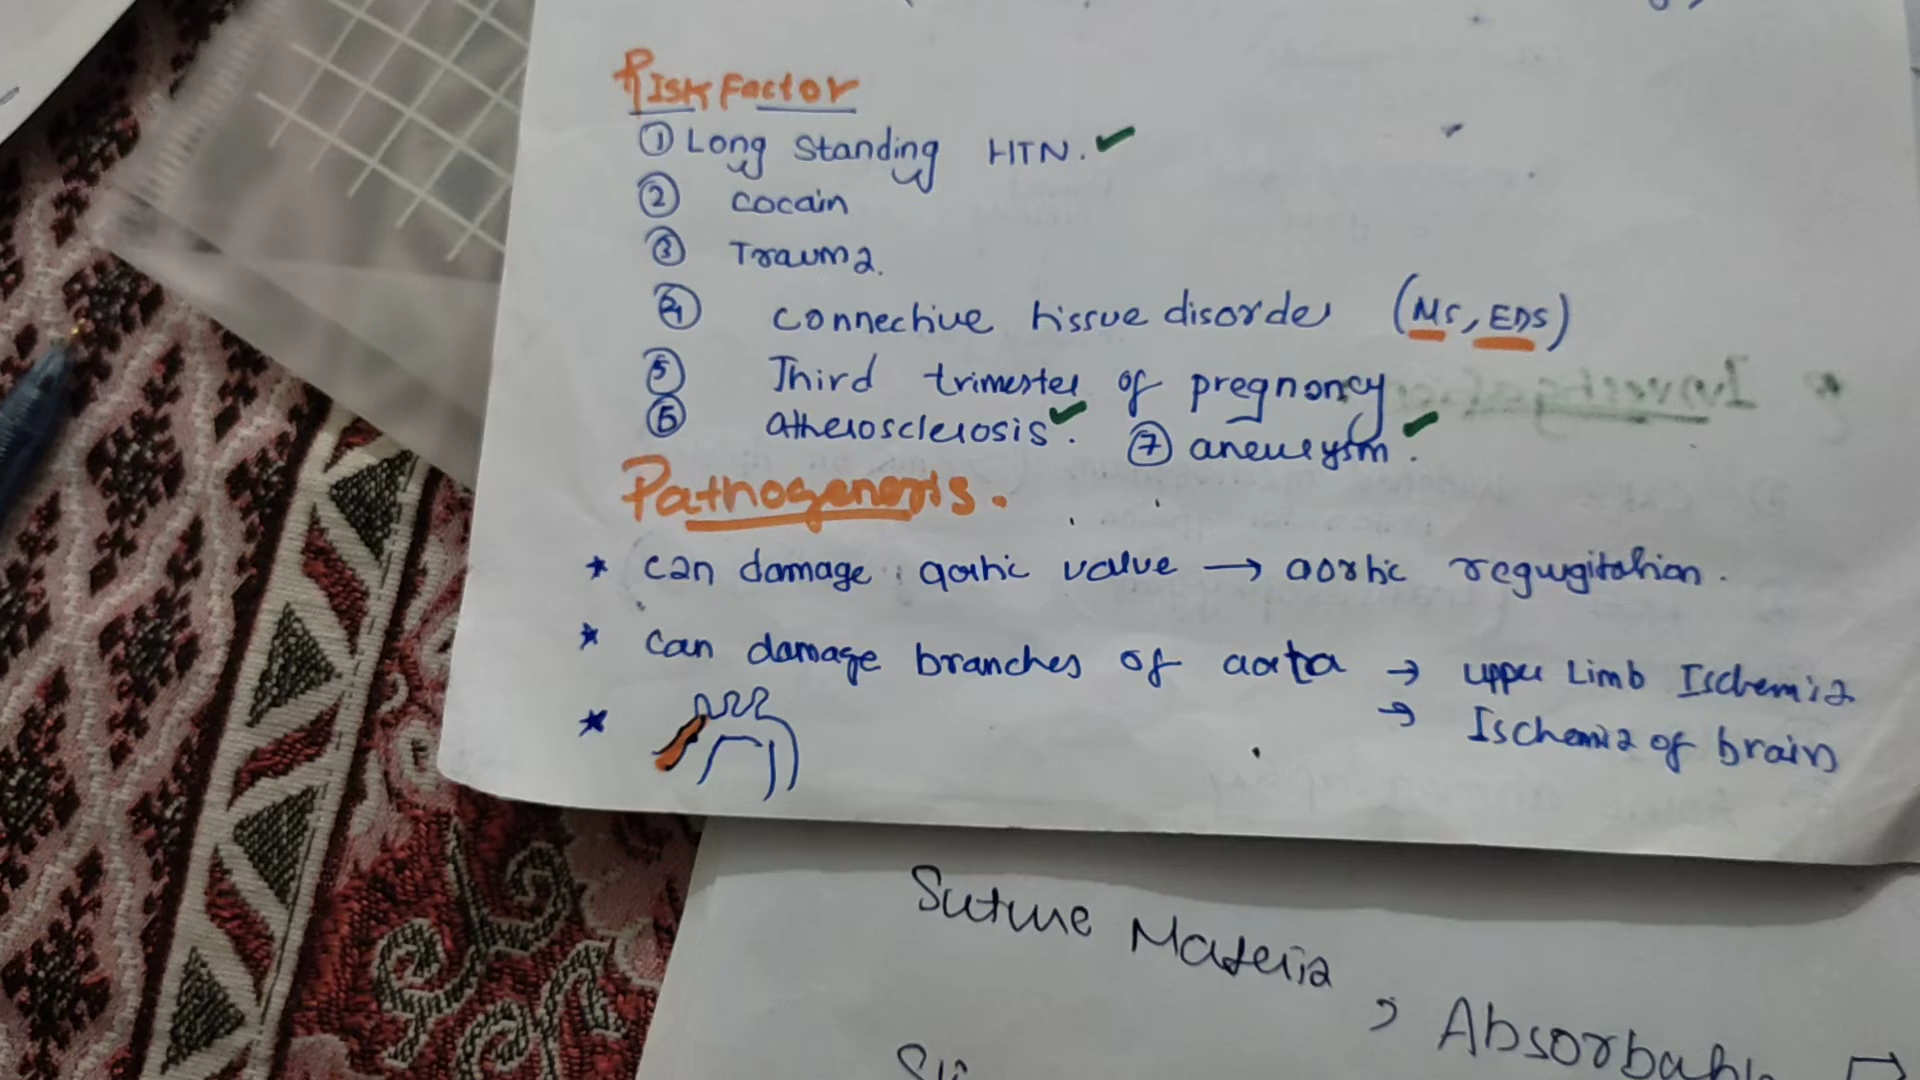 Risk Factor
① Long Standing HTN. ✓
② cocain
③ Trauma.
④ connective tissue disorder (MS, EDS)
⑤ Third trimester of pregnancy
⑥ atherosclerosis ✓. ⑦ aneurysm ✓.
Pathogenesis.
* can damage aortic valve → aortic regurgitation.
* can damage branches of aorta → upper Limb Ischemia
→ Ischemia of brain
*
Suture Materia
, Absorbabl →